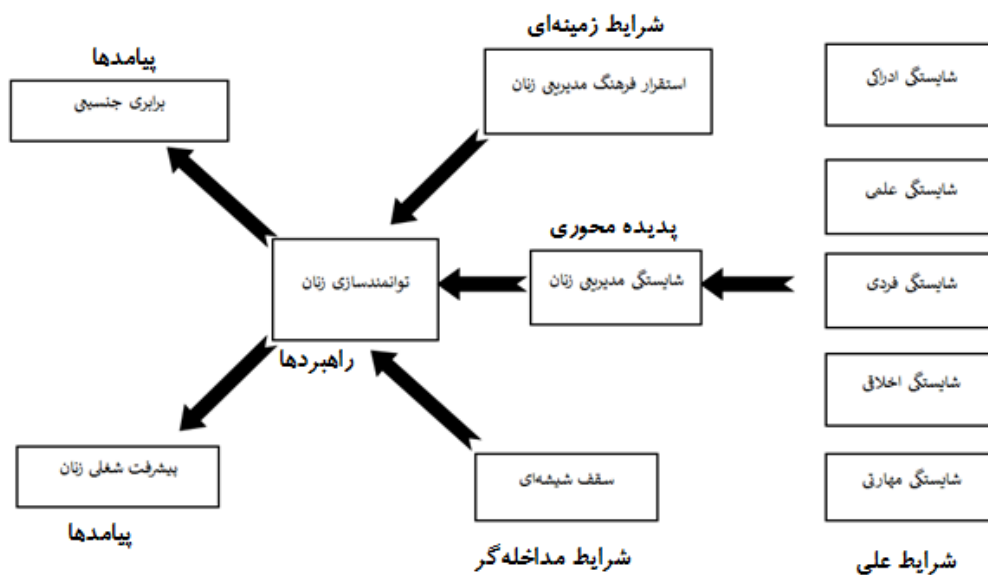 شرایط زمینه‌ای
استقرار فرهنگ مدیریتی زنان
شایستگی ادراکی
شایستگی علمی
شایستگی فردی
شایستگی اخلاقی
شایستگی مهارتی
شرایط علی
پدیده محوری
شایستگی مدیریتی زنان
سقف شیشه‌ای
شرایط مداخله‌گر
توانمندسازی زنان
راهبردها
پیامدها
برابری جنسیتی
پیشرفت شغلی زنان
پیامدها